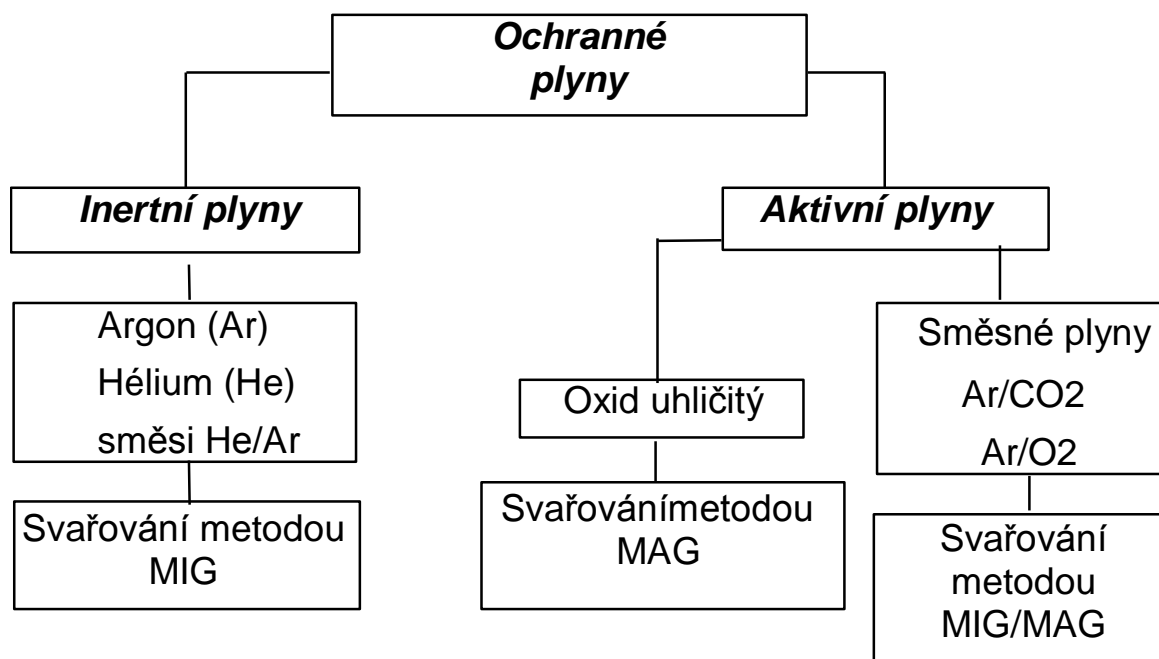 Ochranné
plyny
Inertní plyny
Aktivní plyny
Argon (Ar)
Hélium (He)
směsi He/Ar
Oxid uhličitý
Směsné plyny
Ar/CO2
Ar/O2
Svařování metodou
MIG
Svařovánímetodou
MAG
Svařování
metodou
MIG/MAG